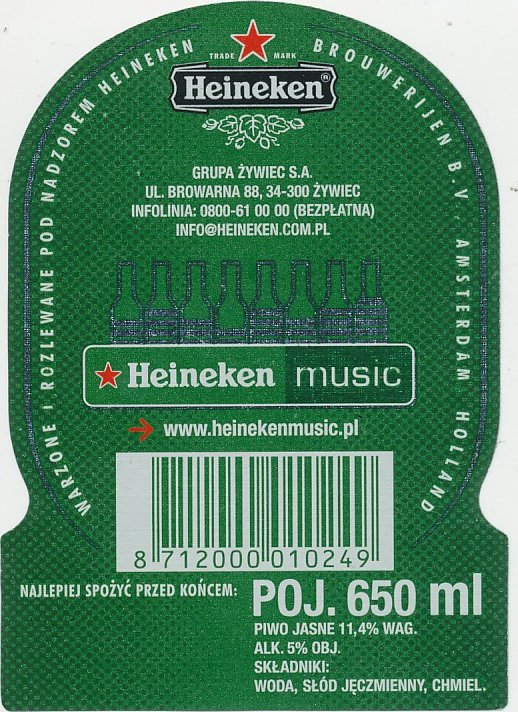 WARZONE I ROZLEWANE POD NADZOREM HEINEKEN BROUWERIJEN B.V. AMSTERDAM HOLLAND
TRADE MARK
Heineken®
GRUPA ŻYWIEC S.A.
UL. BROWARNA 88, 34-300 ŻYWIEC
INFOLINIA: 0800-61 00 00 (BEZPŁATNA)
INFO@HEINEKEN.COM.PL
Heineken music
www.heinekenmusic.pl
8 712000 010249
NAJLEPIEJ SPOŻYĆ PRZED KOŃCEM:
POJ. 650 ml
PIWO JASNE 11,4% WAG.
ALK. 5% OBJ.
SKŁADNIKI:
WODA, SŁÓD JĘCZMIENNY, CHMIEL.